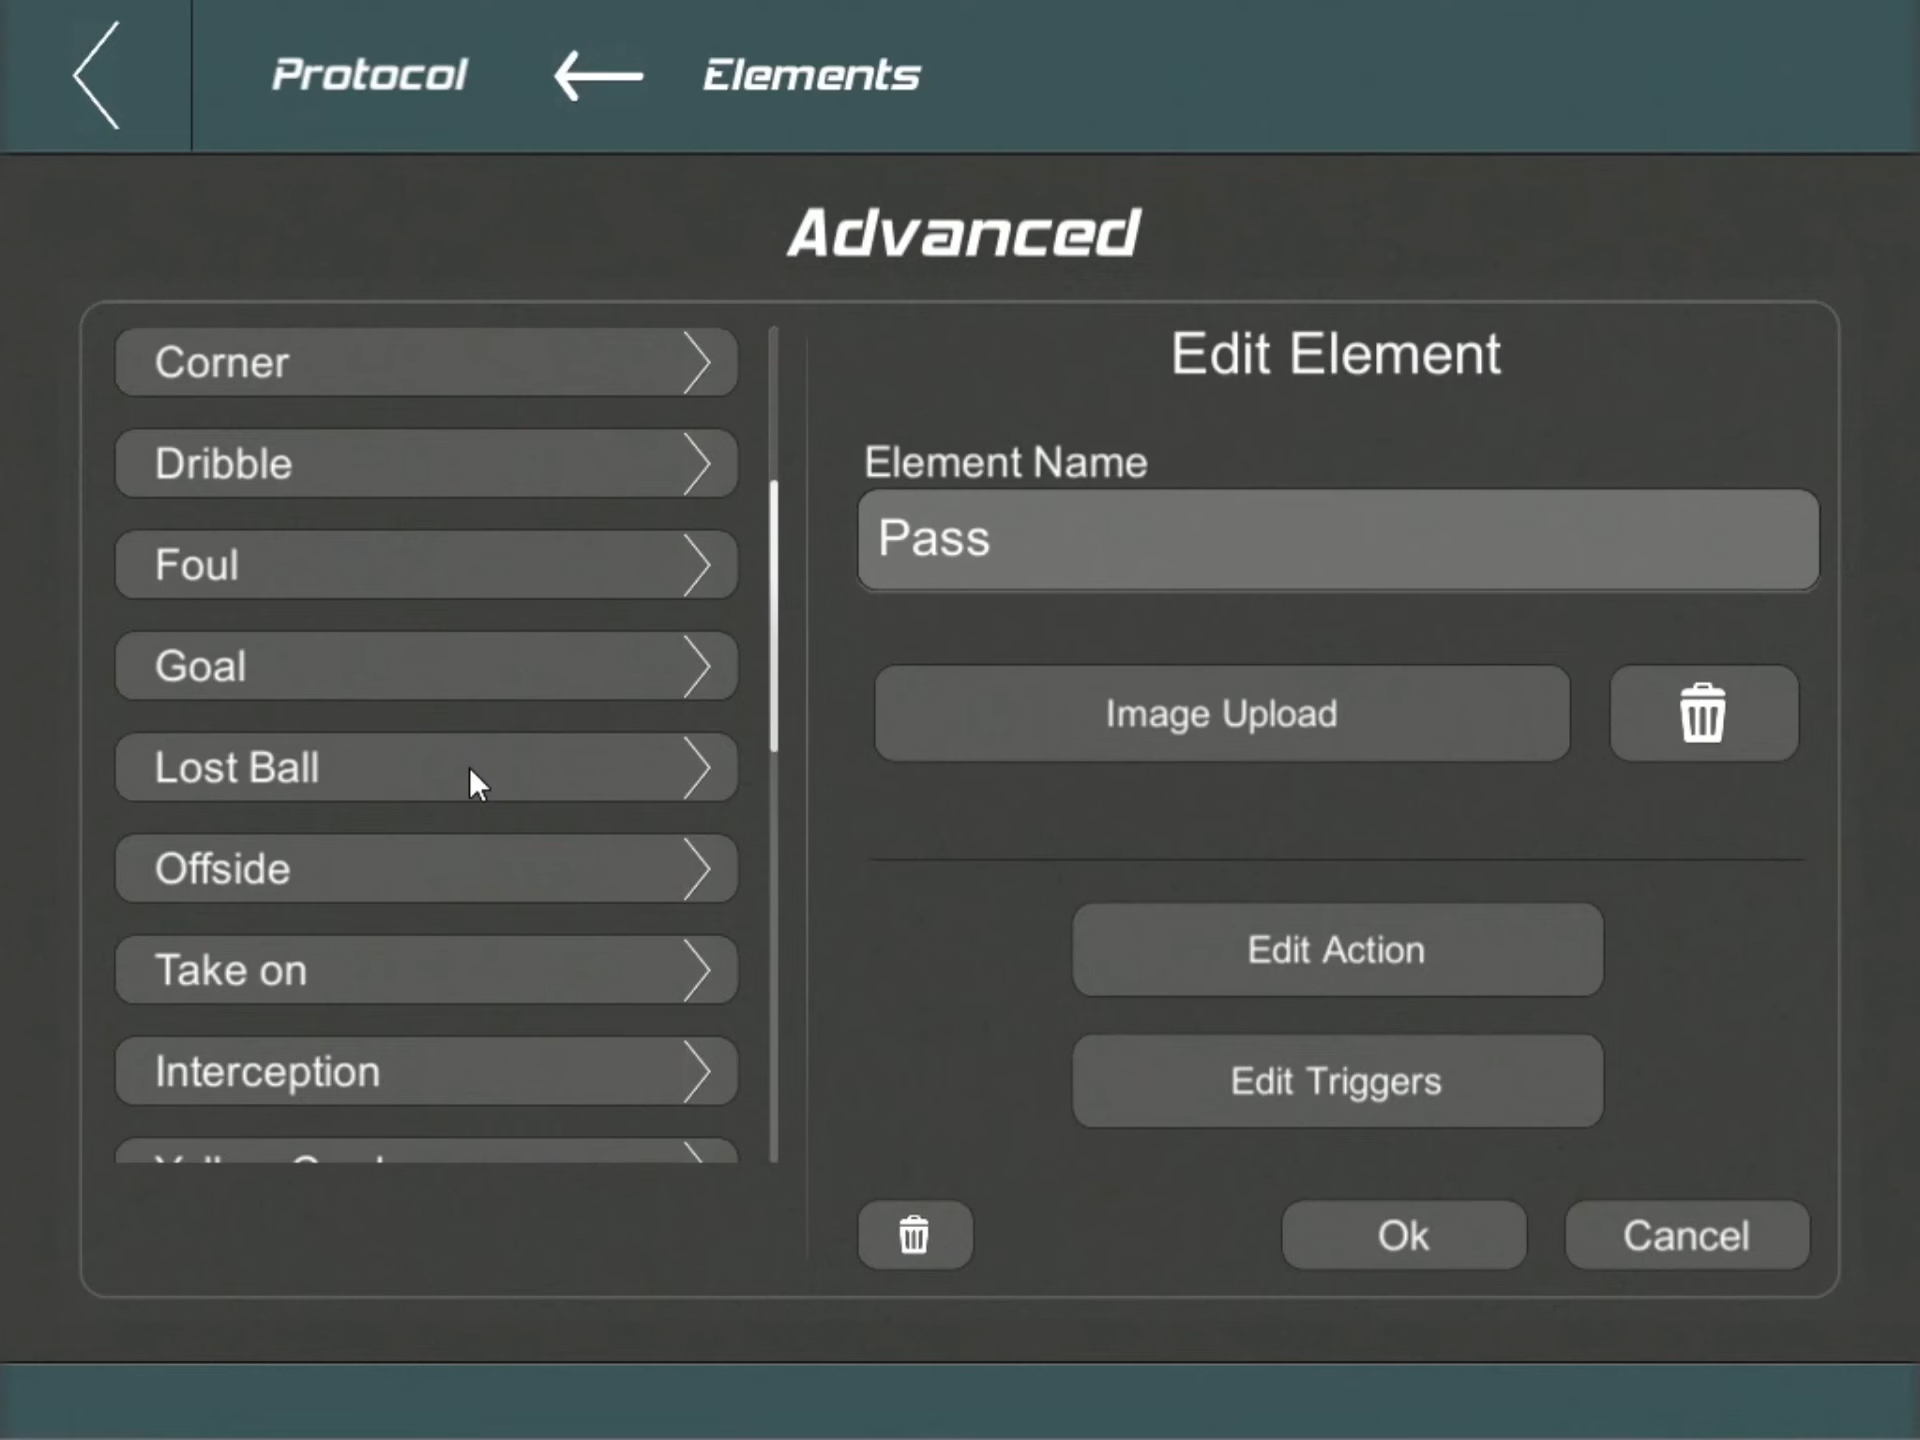 Protocol Elements
Advanced
Corner
Dribble
Foul
Goal
Lost Ball
Offside
Take on
Interception
Edit Element
Element Name
Pass
Image Upload
Edit Action
Edit Triggers
Ok Cancel